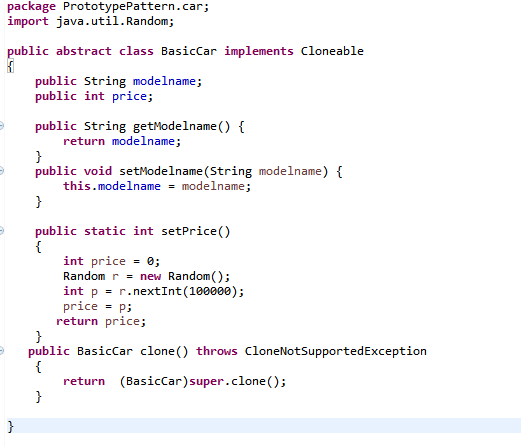 package PrototypePattern.car;
import java.util.Random;
public abstract class BasicCar implements Cloneable
{
public String modelname;
public int price;
public String getModelname() {
return modelname;
}
public void setModelname(String modelname) {
this.modelname = modelname;
}
public static int setPrice()
{
int price = 0;
Random r = new Random();
int p = r.nextInt(100000);
price = p;
return price;
}
public BasicCar clone() throws CloneNotSupportedException
{
return  (BasicCar)super.clone();
}
}